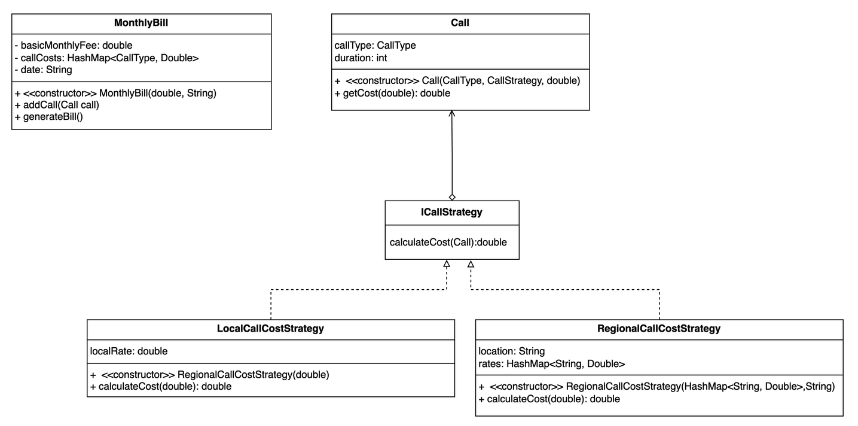 MonthlyBill
- basicMonthlyFee: double
- callCosts: HashMap<CallType, Double>
- date: String
+ <<constructor>> MonthlyBill(double, String)
+ addCall(Call call)
+ generateBill()
Call
callType: CallType
duration: int
+ <<constructor>> Call(CallType, CallStrategy, double)
+ getCost(double): double
ICallStrategy
calculateCost(Call):double
LocalCallCostStrategy
localRate: double
+ <<constructor>> RegionalCallCostStrategy(double)
+ calculateCost(double): double
RegionalCallCostStrategy
location: String
rates: HashMap<String, Double>
+ <<constructor>> RegionalCallCostStrategy(HashMap<String, Double>,String)
+ calculateCost(double): double